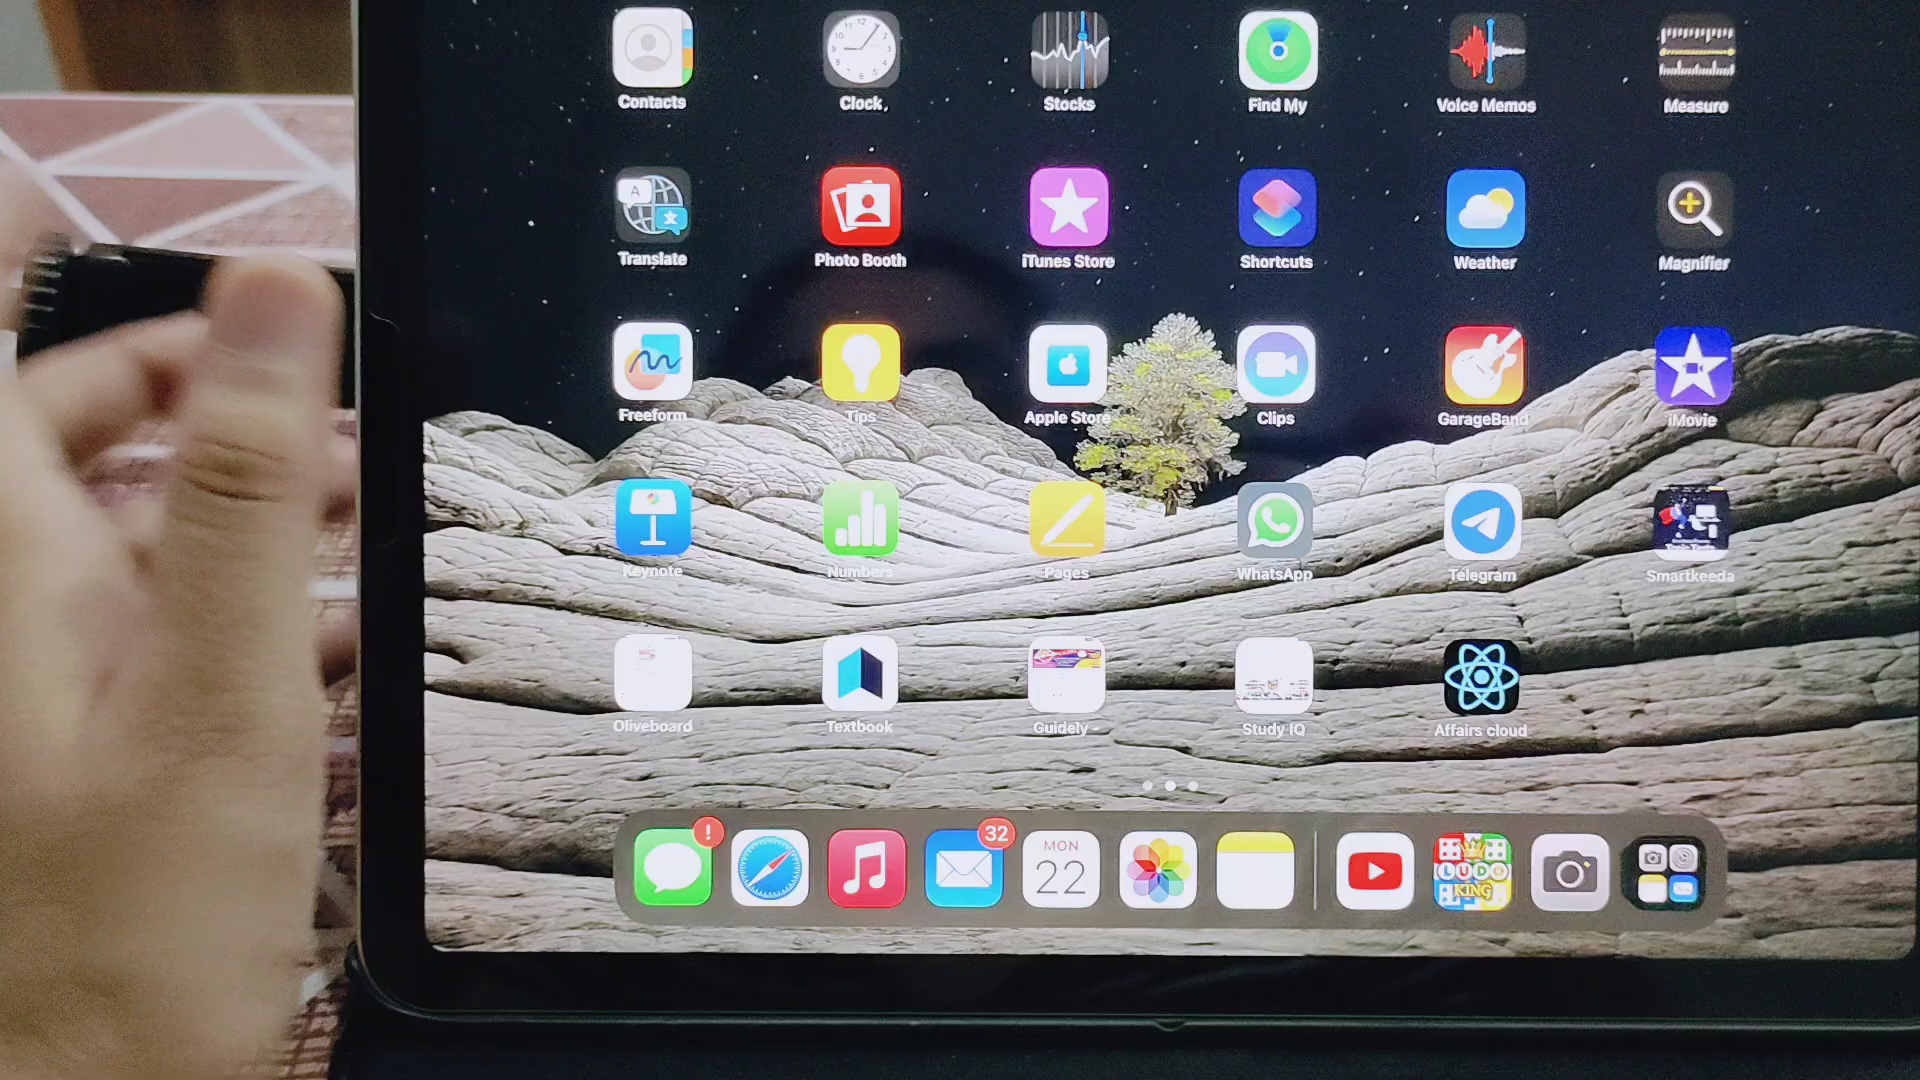 Contacts
Clock
Stocks
Find My
Voice Memos
Measure
Translate
Photo Booth
iTunes Store
Shortcuts
Weather
Magnifier
Freeform
Tips
Apple Store
Clips
GarageBand
iMovie
Keynote
Numbers
Pages
WhatsApp
Telegram
Smartkeeda
Oliveboard
Textbook
Guidely -
Study IQ
Affairs cloud
!
32
MON
22
LUDO
KING